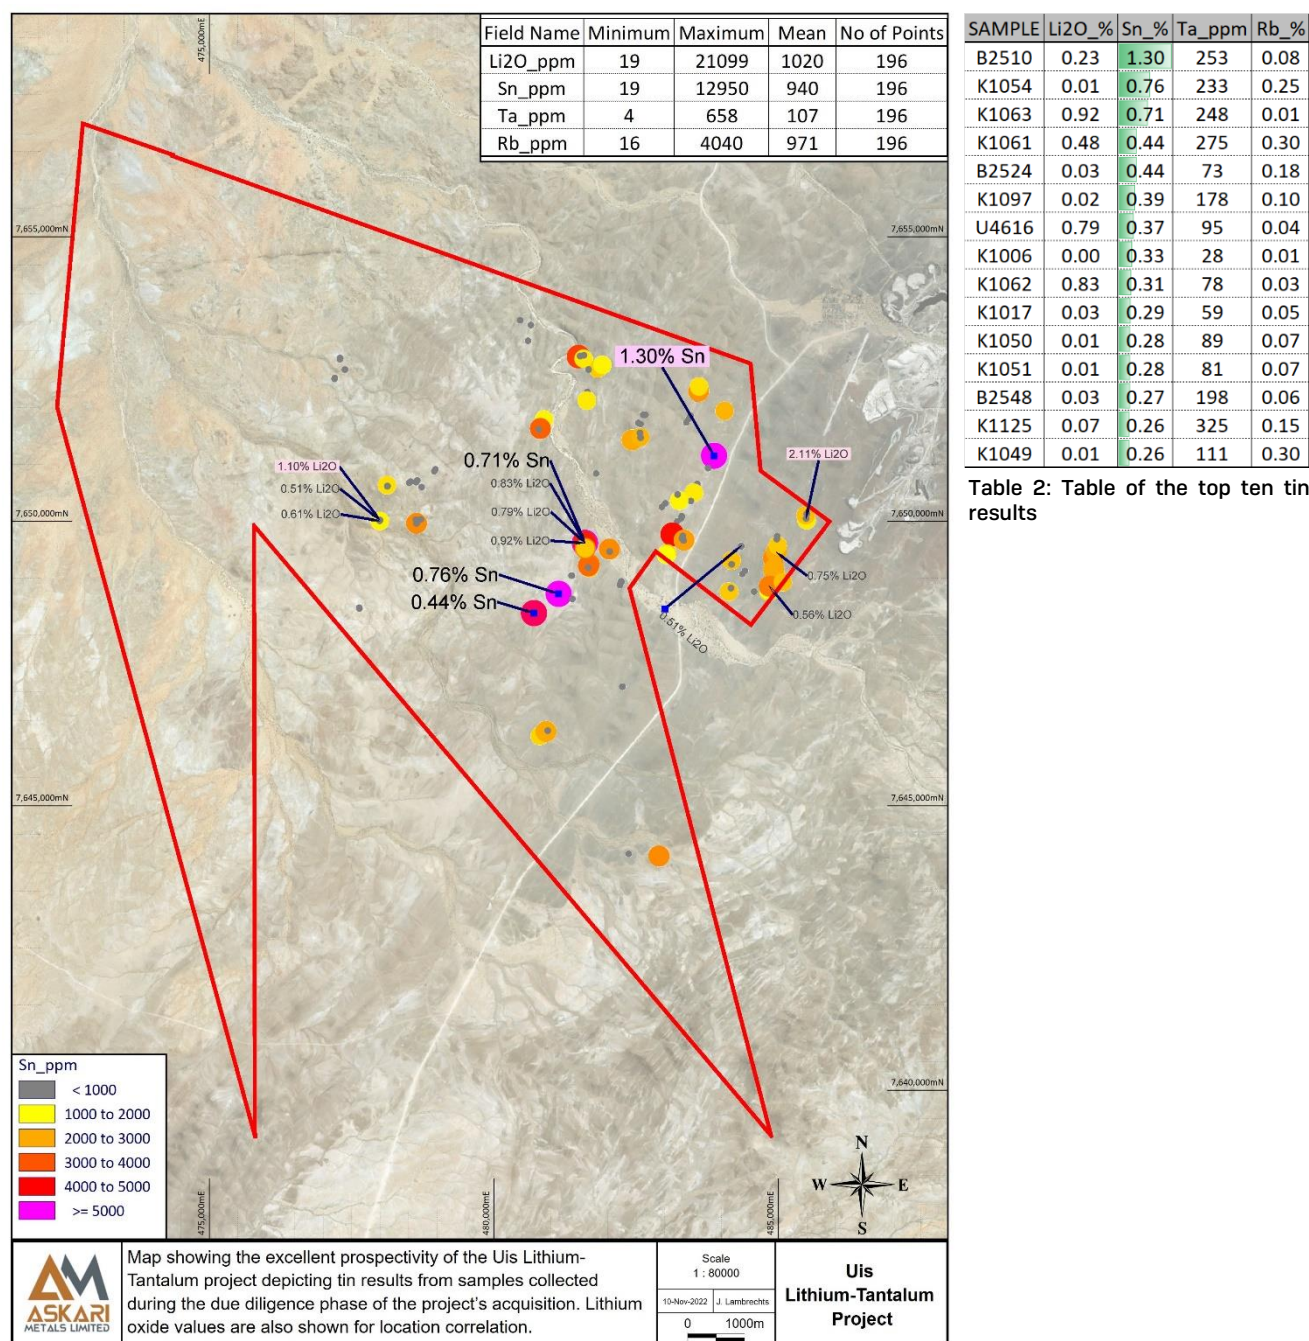 Field Name Minimum Maximum Mean No of Points
Li2O_ppm 19 21099 1020 196
Sn_ppm 19 12950 940 196
Ta_ppm 4 658 107 196
Rb_ppm 16 4040 971 196
475,000mE
7,655,000mN
7,655,000mN
1.30% Sn
0.71% Sn
2.11% Li2O
1.10% Li2O
0.51% Li2O
0.61% Li2O
0.83% Li2O
0.79% Li2O
0.92% Li2O
7,650,000mN
7,650,000mN
0.76% Sn
0.44% Sn
0.75% Li2O
0.56% Li2O
0.51% Li2O
7,645,000mN
7,645,000mN
7,640,000mN
Sn_ppm
< 1000
1000 to 2000
2000 to 3000
3000 to 4000
4000 to 5000
>= 5000
475,000mE
480,000mE
485,000mE
N
W E
S
AM
ASKARI
METALS LIMITED
Map showing the excellent prospectivity of the Uis Lithium-
Tantalum project depicting tin results from samples collected
during the due diligence phase of the project's acquisition. Lithium
oxide values are also shown for location correlation.
Scale
1 : 80000
10-Nov-2022 J. Lambrechts
0 1000m
Uis
Lithium-Tantalum
Project
SAMPLE Li2O_% Sn_% Ta_ppm Rb_%
B2510 0.23 1.30 253 0.08
K1054 0.01 0.76 233 0.25
K1063 0.92 0.71 248 0.01
K1061 0.48 0.44 275 0.30
B2524 0.03 0.44 73 0.18
K1097 0.02 0.39 178 0.10
U4616 0.79 0.37 95 0.04
K1006 0.00 0.33 28 0.01
K1062 0.83 0.31 78 0.03
K1017 0.03 0.29 59 0.05
K1050 0.01 0.28 89 0.07
K1051 0.01 0.28 81 0.07
B2548 0.03 0.27 198 0.06
K1125 0.07 0.26 325 0.15
K1049 0.01 0.26 111 0.30
Table 2: Table of the top ten tin
results